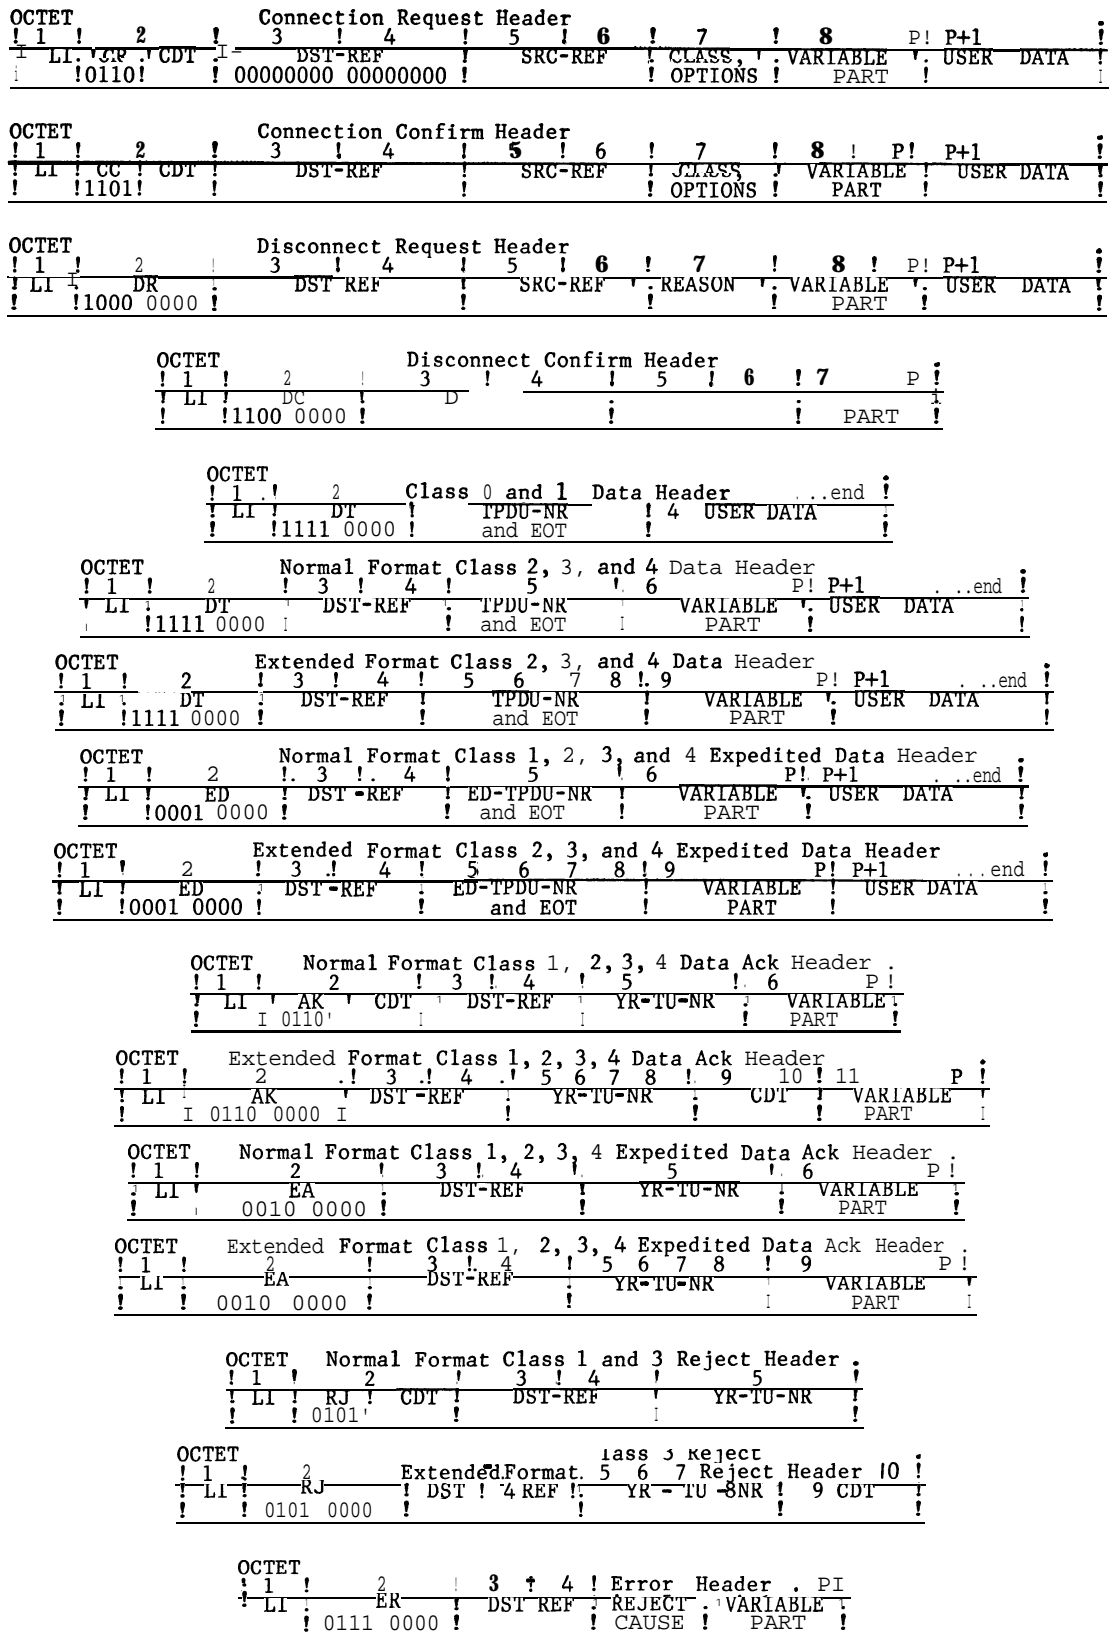 OCTET Connection Request Header
! 1 ! 2 ! 3 ! 4 ! 5 ! 6 ! 7 ! 8 P! P+1 !
LI CDT DST-REF ! SRC-REF ! CLASS, ! VARIABLE ! USER DATA !
!0110! ! 00000000 00000000 ! ! OPTIONS ! PART ! !
OCTET Connection Confirm Header
! 1 ! 2 ! 3 ! 4 ! 5 ! 6 ! 7 ! 8 ! P! P+1 !
! LI ! CC ! CDT ! DST-REF ! SRC-REF ! CLASS ! VARIABLE ! USER DATA !
! !1101! ! ! ! OPTIONS ! PART ! !
OCTET Disconnect Request Header
! 1 ! 2 ! 3 ! 4 ! 5 ! 6 ! 7 ! 8 ! P! P+1 !
! LI DR ! DST REF ! SRC-REF ! REASON ! VARIABLE ! USER DATA !
! !1000 0000 ! ! ! ! PART ! !
OCTET Disconnect Confirm Header
! 1 ! 2 ! 3 ! 4 ! 5 ! 6 ! 7 P !
! LI ! DC ! D
! !1100 0000 ! ! ! PART !
OCTET
! 1 ! 2 Class 0 and 1 Data Header ...end !
! LI ! DT ! TPDU-NR ! 4 USER DATA
! !1111 0000 ! and EOT ! !
OCTET Normal Format Class 2, 3, and 4 Data Header
! 1 ! 2 ! 3 ! 4 ! 5 ! 6 P! P+1 ...end !
! LI ! DT DST-REF TPDU-NR VARIABLE ! USER DATA
!1111 0000 I ! and EOT I PART ! !
OCTET Extended Format Class 2, 3, and 4 Data Header
! 1 ! 2 ! 3 ! 4 ! 5 6 7 8 ! 9 P! P+1 ...end !
! LI DT ! DST-REF ! TPDU-NR ! VARIABLE ! USER DATA !
! !1111 0000 ! ! and EOT ! PART ! !
OCTET Normal Format Class 1, 2, 3, and 4 Expedited Data Header
! 1 ! 2 ! 3 ! 4 ! 5 ! 6 P! P+1 ...end !
! LI ! ED ! DST -REF ! ED-TPDU-NR ! VARIABLE ! USER DATA
! !0001 0000 ! ! and EOT ! PART ! !
OCTET Extended Format Class 2, 3, and 4 Expedited Data Header
! 1 ! 2 ! 3 ! 4 ! 5 6 7 8 ! 9 P! P+1 ...end !
! LI ! ED ! DST -REF ! ED-TPDU-NR ! VARIABLE ! USER DATA !
! !0001 0000 ! ! and EOT ! PART ! !
OCTET Normal Format Class 1, 2, 3, 4 Data Ack Header .
! 1 ! 2 ! 3 ! 4 ! 5 ! 6 P !
! LI ' AK ' CDT DST-REF YR-TU-NR VARIABLE
! I 0110' I I ! PART !
OCTET Extended Format Class 1, 2, 3, 4 Data Ack Header
! 1 ! 2 ! 3 ! 4 ! 5 6 7 8 ! 9 10 ! 11 P !
! LI AK DST -REF ! YR-TU-NR ! CDT ! VARIABLE
! I 0110 0000 I ! ! ! PART I
OCTET Normal Format Class 1, 2, 3, 4 Expedited Data Ack Header .
! 1 ! 2 ! 3 ! 4 ! 5 ! 6 P !
! LI ' EA ! DST-REF ! YR-TU-NR VARIABLE
! 0010 0000 ! ! ! PART !
OCTET Extended Format Class 1, 2, 3, 4 Expedited Data Ack Header .
! 1 ! 2 ! 3 ! 4 ! 5 6 7 8 ! 9 P !
LI EA DST-REF YR-TU-NR VARIABLE
! ! 0010 0000 ! ! I PART I
OCTET Normal Format Class 1 and 3 Reject Header .
! 1 ! 2 ! 3 ! 4 ! 5 !
! LI ! RJ ! CDT ! DST-REF YR-TU-NR !
! ! 0101' ! I !
OCTET lass 3 Reject
! 1 ! 2 Extended Format. 5 6 7 Reject Header 10 !
! LI RJ ! DST ! 4 REF ! YR - TU -8NR ! 9 CDT
! ! 0101 0000 ! ! ! !
OCTET
! 1 ! 2 ! 3 ! 4 ! Error Header . PI
LI ER DST REF ! REJECT VARIABLE
! 0111 0000 ! ! CAUSE ! PART !